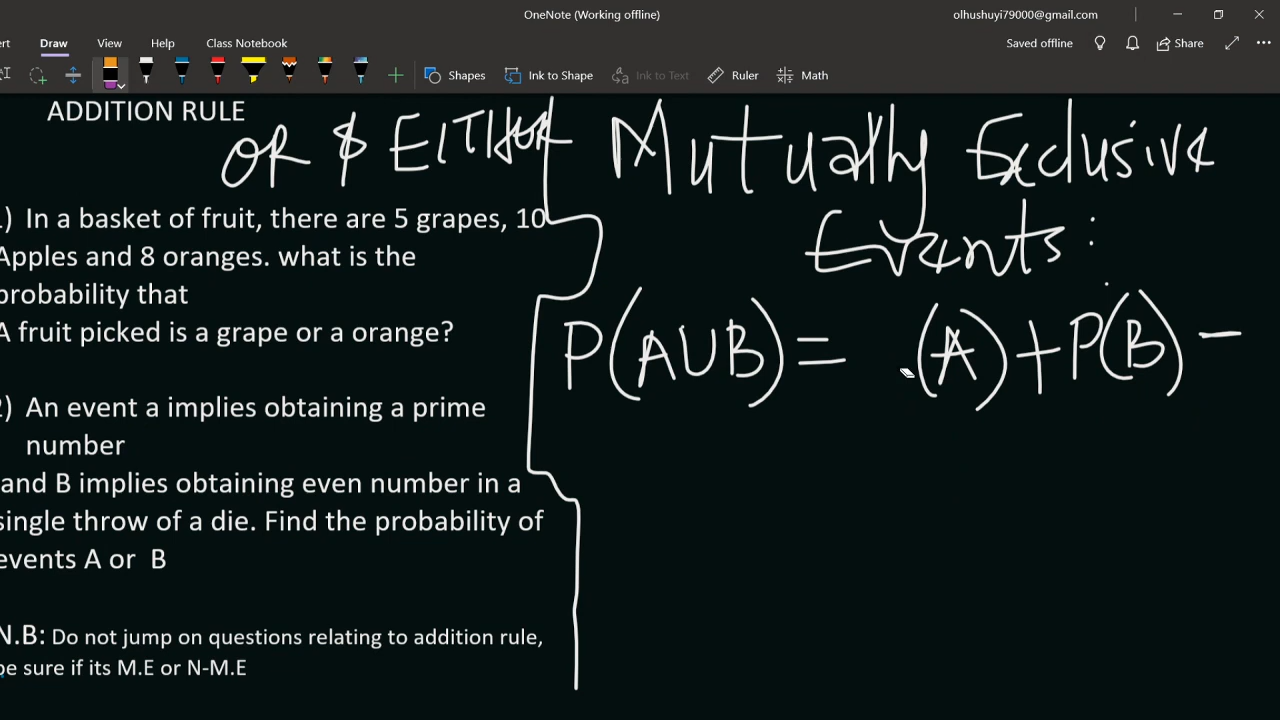 OneNote (Working offline)
olhushuyi79000@gmail.com
ert
Draw
View
Help
Class Notebook
Saved offline
Share
Shapes
Ink to Shape
Ink to Text
Ruler
Math
ADDITION RULE
OR $ EITHER
1) In a basket of fruit, there are 5 grapes, 10
Apples and 8 oranges. what is the
probability that
A fruit picked is a grape or a orange?
2) An event a implies obtaining a prime
number
and B implies obtaining even number in a
single throw of a die. Find the probability of
events A or B
N.B: Do not jump on questions relating to addition rule,
be sure if its M.E or N-M.E
Mutually Exclusive
Events :
P(AUB) = (A) + P(B) -